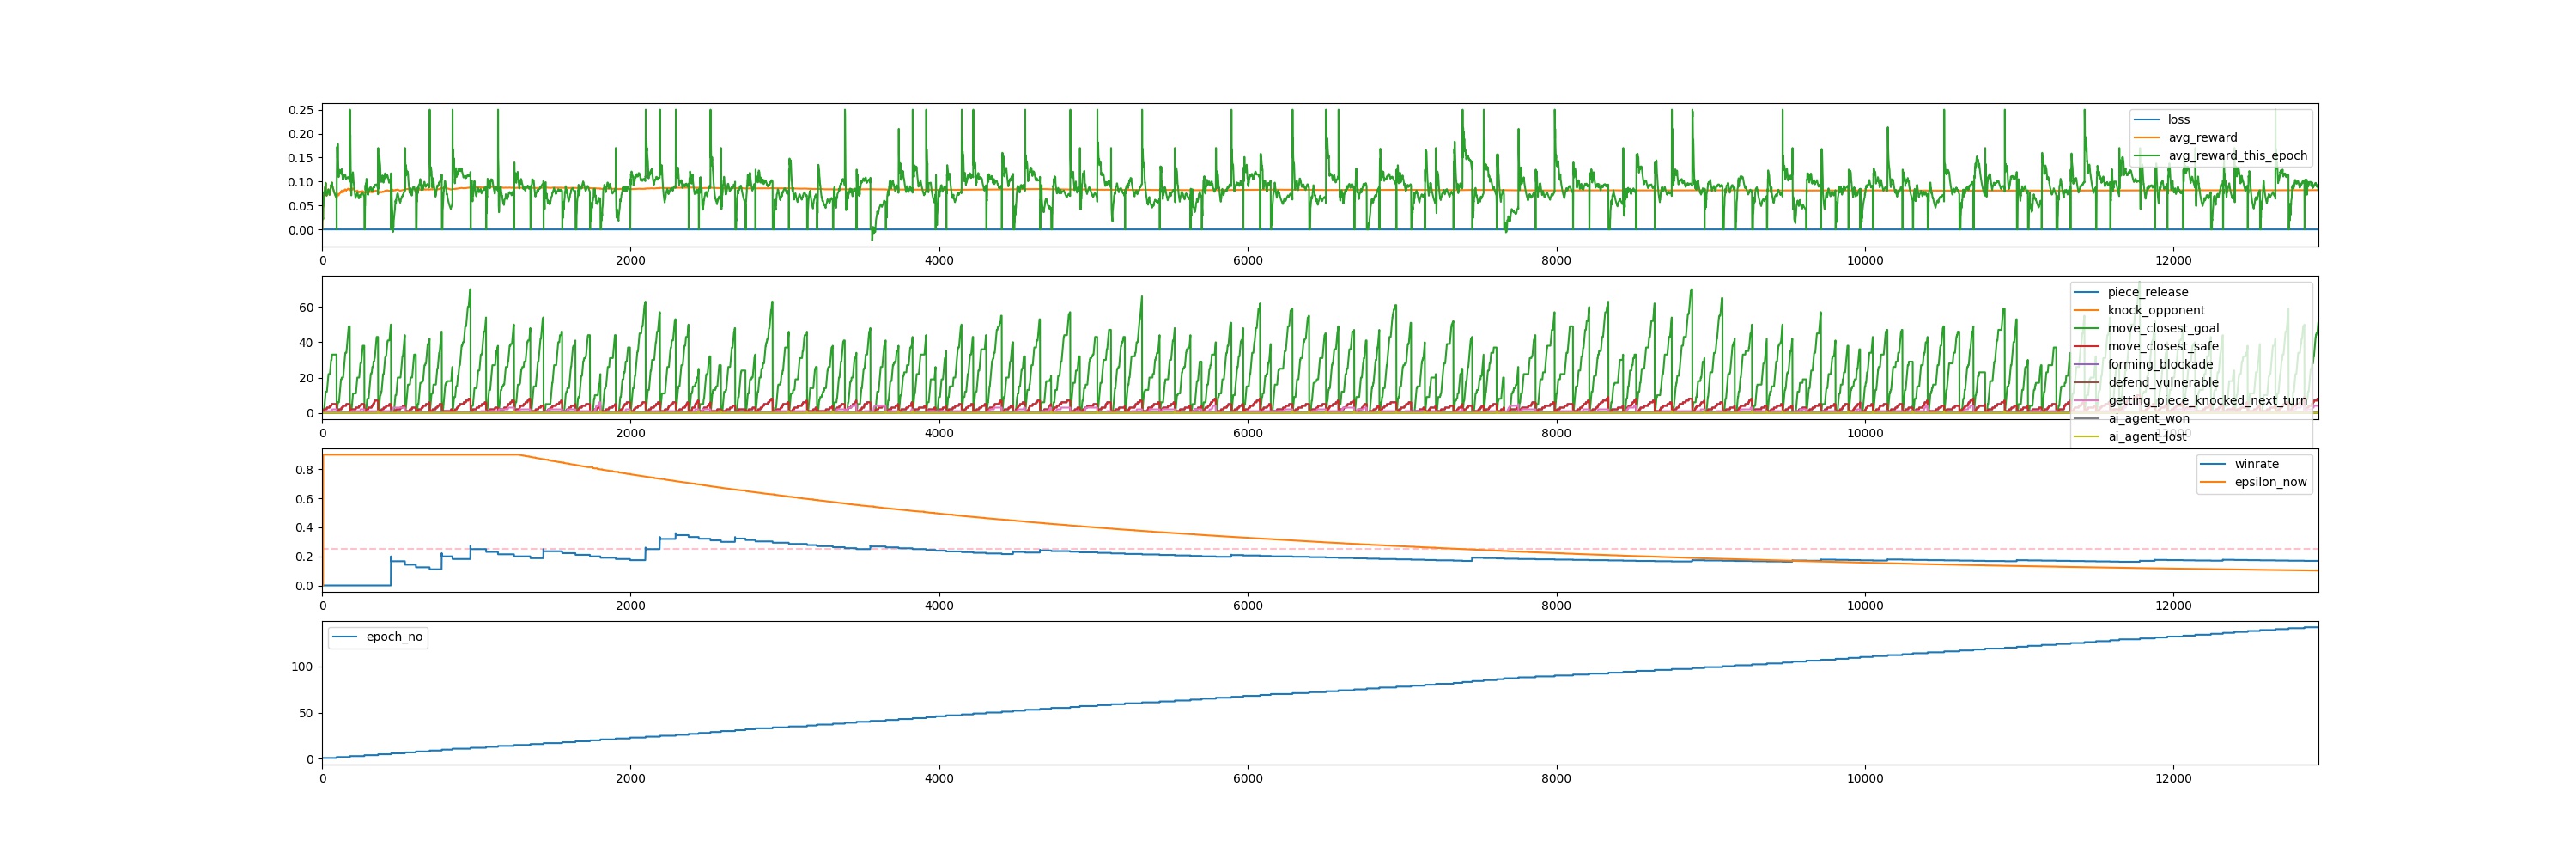 0.25
0.20
0.15
0.10
0.05
0.00
loss
avg_reward
avg_reward_this_epoch
0 2000 4000 6000 8000 10000 12000
60
40
20
0
piece_release
knock_opponent
move_closest_goal
move_closest_safe
forming_blockade
defend_vulnerable
getting_piece_knocked_next_turn
ai_agent_won
ai_agent_lost
0 2000 4000 6000 8000 10000 12000
0.8
0.6
0.4
0.2
0.0
winrate
epsilon_now
0 2000 4000 6000 8000 10000 12000
epoch_no
100
50
0
0 2000 4000 6000 8000 10000 12000